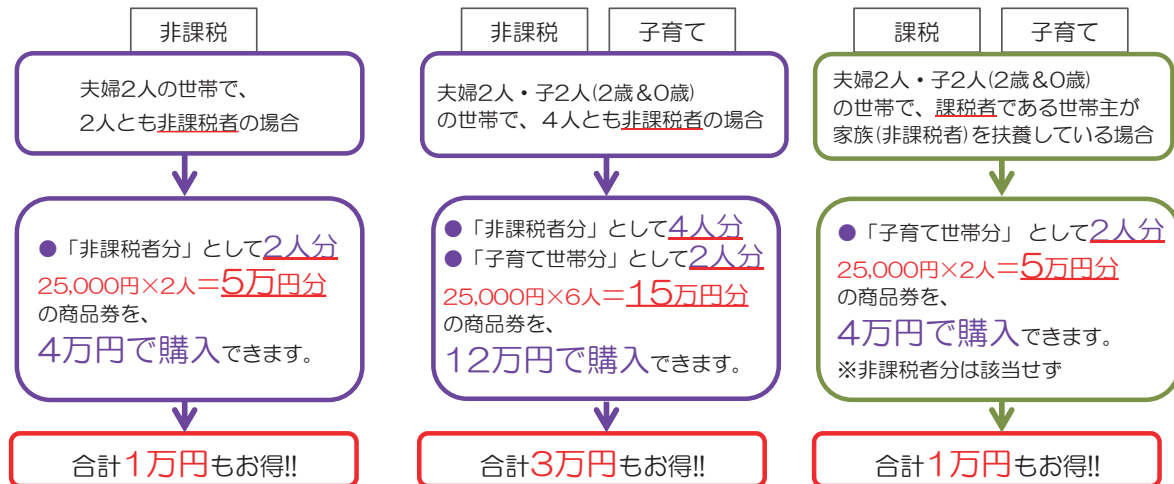 非課税
夫婦2人の世帯で、
2人とも非課税者の場合
●「非課税者分」として2人分
25,000円×2人＝5万円分
の商品券を、
4万円で購入できます。
合計1万円もお得!!
非課税
子育て
夫婦2人・子2人(2歳&0歳)
の世帯で、4人とも非課税者の場合
●「非課税者分」として4人分
●「子育て世帯分」として2人分
25,000円×6人＝15万円分
の商品券を、
12万円で購入できます。
合計3万円もお得!!
課税
子育て
夫婦2人・子2人(2歳&0歳)
の世帯で、課税者である世帯主が
家族(非課税者)を扶養している場合
●「子育て世帯分」 として2人分
25,000円×2人＝5万円分
の商品券を、
4万円で購入できます。
※非課税者分は該当せず
合計1万円もお得!!